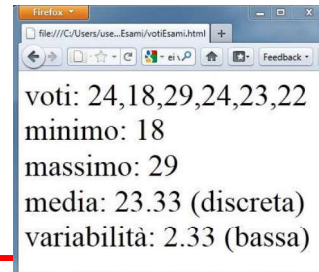 Firefox
file:///C:/Users/use...Esami/votiEsami.html
Feedback
voti: 24,18,29,24,23,22
minimo: 18
massimo: 29
media: 23.33 (discreta)
variabilità: 2.33 (bassa)